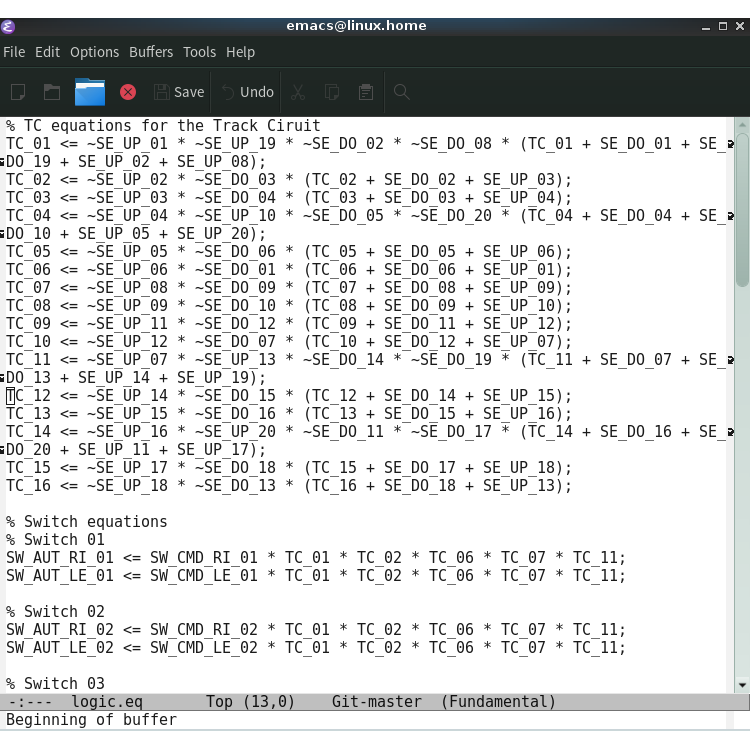 emacs@linux.home
File Edit Options Buffers Tools Help
Save Undo
% TC equations for the Track Ciruit
TC_01 <= ~SE_UP_01 * ~SE_UP_19 * ~SE_DO_02 * ~SE_DO_08 * (TC_01 + SE_DO_01 + SE_
DO_19 + SE_UP_02 + SE_UP_08);
TC_02 <= ~SE_UP_02 * ~SE_DO_03 * (TC_02 + SE_DO_02 + SE_UP_03);
TC_03 <= ~SE_UP_03 * ~SE_DO_04 * (TC_03 + SE_DO_03 + SE_UP_04);
TC_04 <= ~SE_UP_04 * ~SE_UP_10 * ~SE_DO_05 * ~SE_DO_20 * (TC_04 + SE_DO_04 + SE_
DO_10 + SE_UP_05 + SE_UP_20);
TC_05 <= ~SE_UP_05 * ~SE_DO_06 * (TC_05 + SE_DO_05 + SE_UP_06);
TC_06 <= ~SE_UP_06 * ~SE_DO_01 * (TC_06 + SE_DO_06 + SE_UP_01);
TC_07 <= ~SE_UP_08 * ~SE_DO_09 * (TC_07 + SE_DO_08 + SE_UP_09);
TC_08 <= ~SE_UP_09 * ~SE_DO_10 * (TC_08 + SE_DO_09 + SE_UP_10);
TC_09 <= ~SE_UP_11 * ~SE_DO_12 * (TC_09 + SE_DO_11 + SE_UP_12);
TC_10 <= ~SE_UP_12 * ~SE_DO_07 * (TC_10 + SE_DO_12 + SE_UP_07);
TC_11 <= ~SE_UP_07 * ~SE_UP_13 * ~SE_DO_14 * ~SE_DO_19 * (TC_11 + SE_DO_07 + SE_
DO_13 + SE_UP_14 + SE_UP_19);
TC_12 <= ~SE_UP_14 * ~SE_DO_15 * (TC_12 + SE_DO_14 + SE_UP_15);
TC_13 <= ~SE_UP_15 * ~SE_DO_16 * (TC_13 + SE_DO_15 + SE_UP_16);
TC_14 <= ~SE_UP_16 * ~SE_UP_20 * ~SE_DO_11 * ~SE_DO_17 * (TC_14 + SE_DO_16 + SE_
DO_20 + SE_UP_11 + SE_UP_17);
TC_15 <= ~SE_UP_17 * ~SE_DO_18 * (TC_15 + SE_DO_17 + SE_UP_18);
TC_16 <= ~SE_UP_18 * ~SE_DO_13 * (TC_16 + SE_DO_18 + SE_UP_13);
% Switch equations
% Switch 01
SW_AUT_RI_01 <= SW_CMD_RI_01 * TC_01 * TC_02 * TC_06 * TC_07 * TC_11;
SW_AUT_LE_01 <= SW_CMD_LE_01 * TC_01 * TC_02 * TC_06 * TC_07 * TC_11;
% Switch 02
SW_AUT_RI_02 <= SW_CMD_RI_02 * TC_01 * TC_02 * TC_06 * TC_07 * TC_11;
SW_AUT_LE_02 <= SW_CMD_LE_02 * TC_01 * TC_02 * TC_06 * TC_07 * TC_11;
% Switch 03
-:--- logic.eq Top (13,0) Git-master (Fundamental)
Beginning of buffer